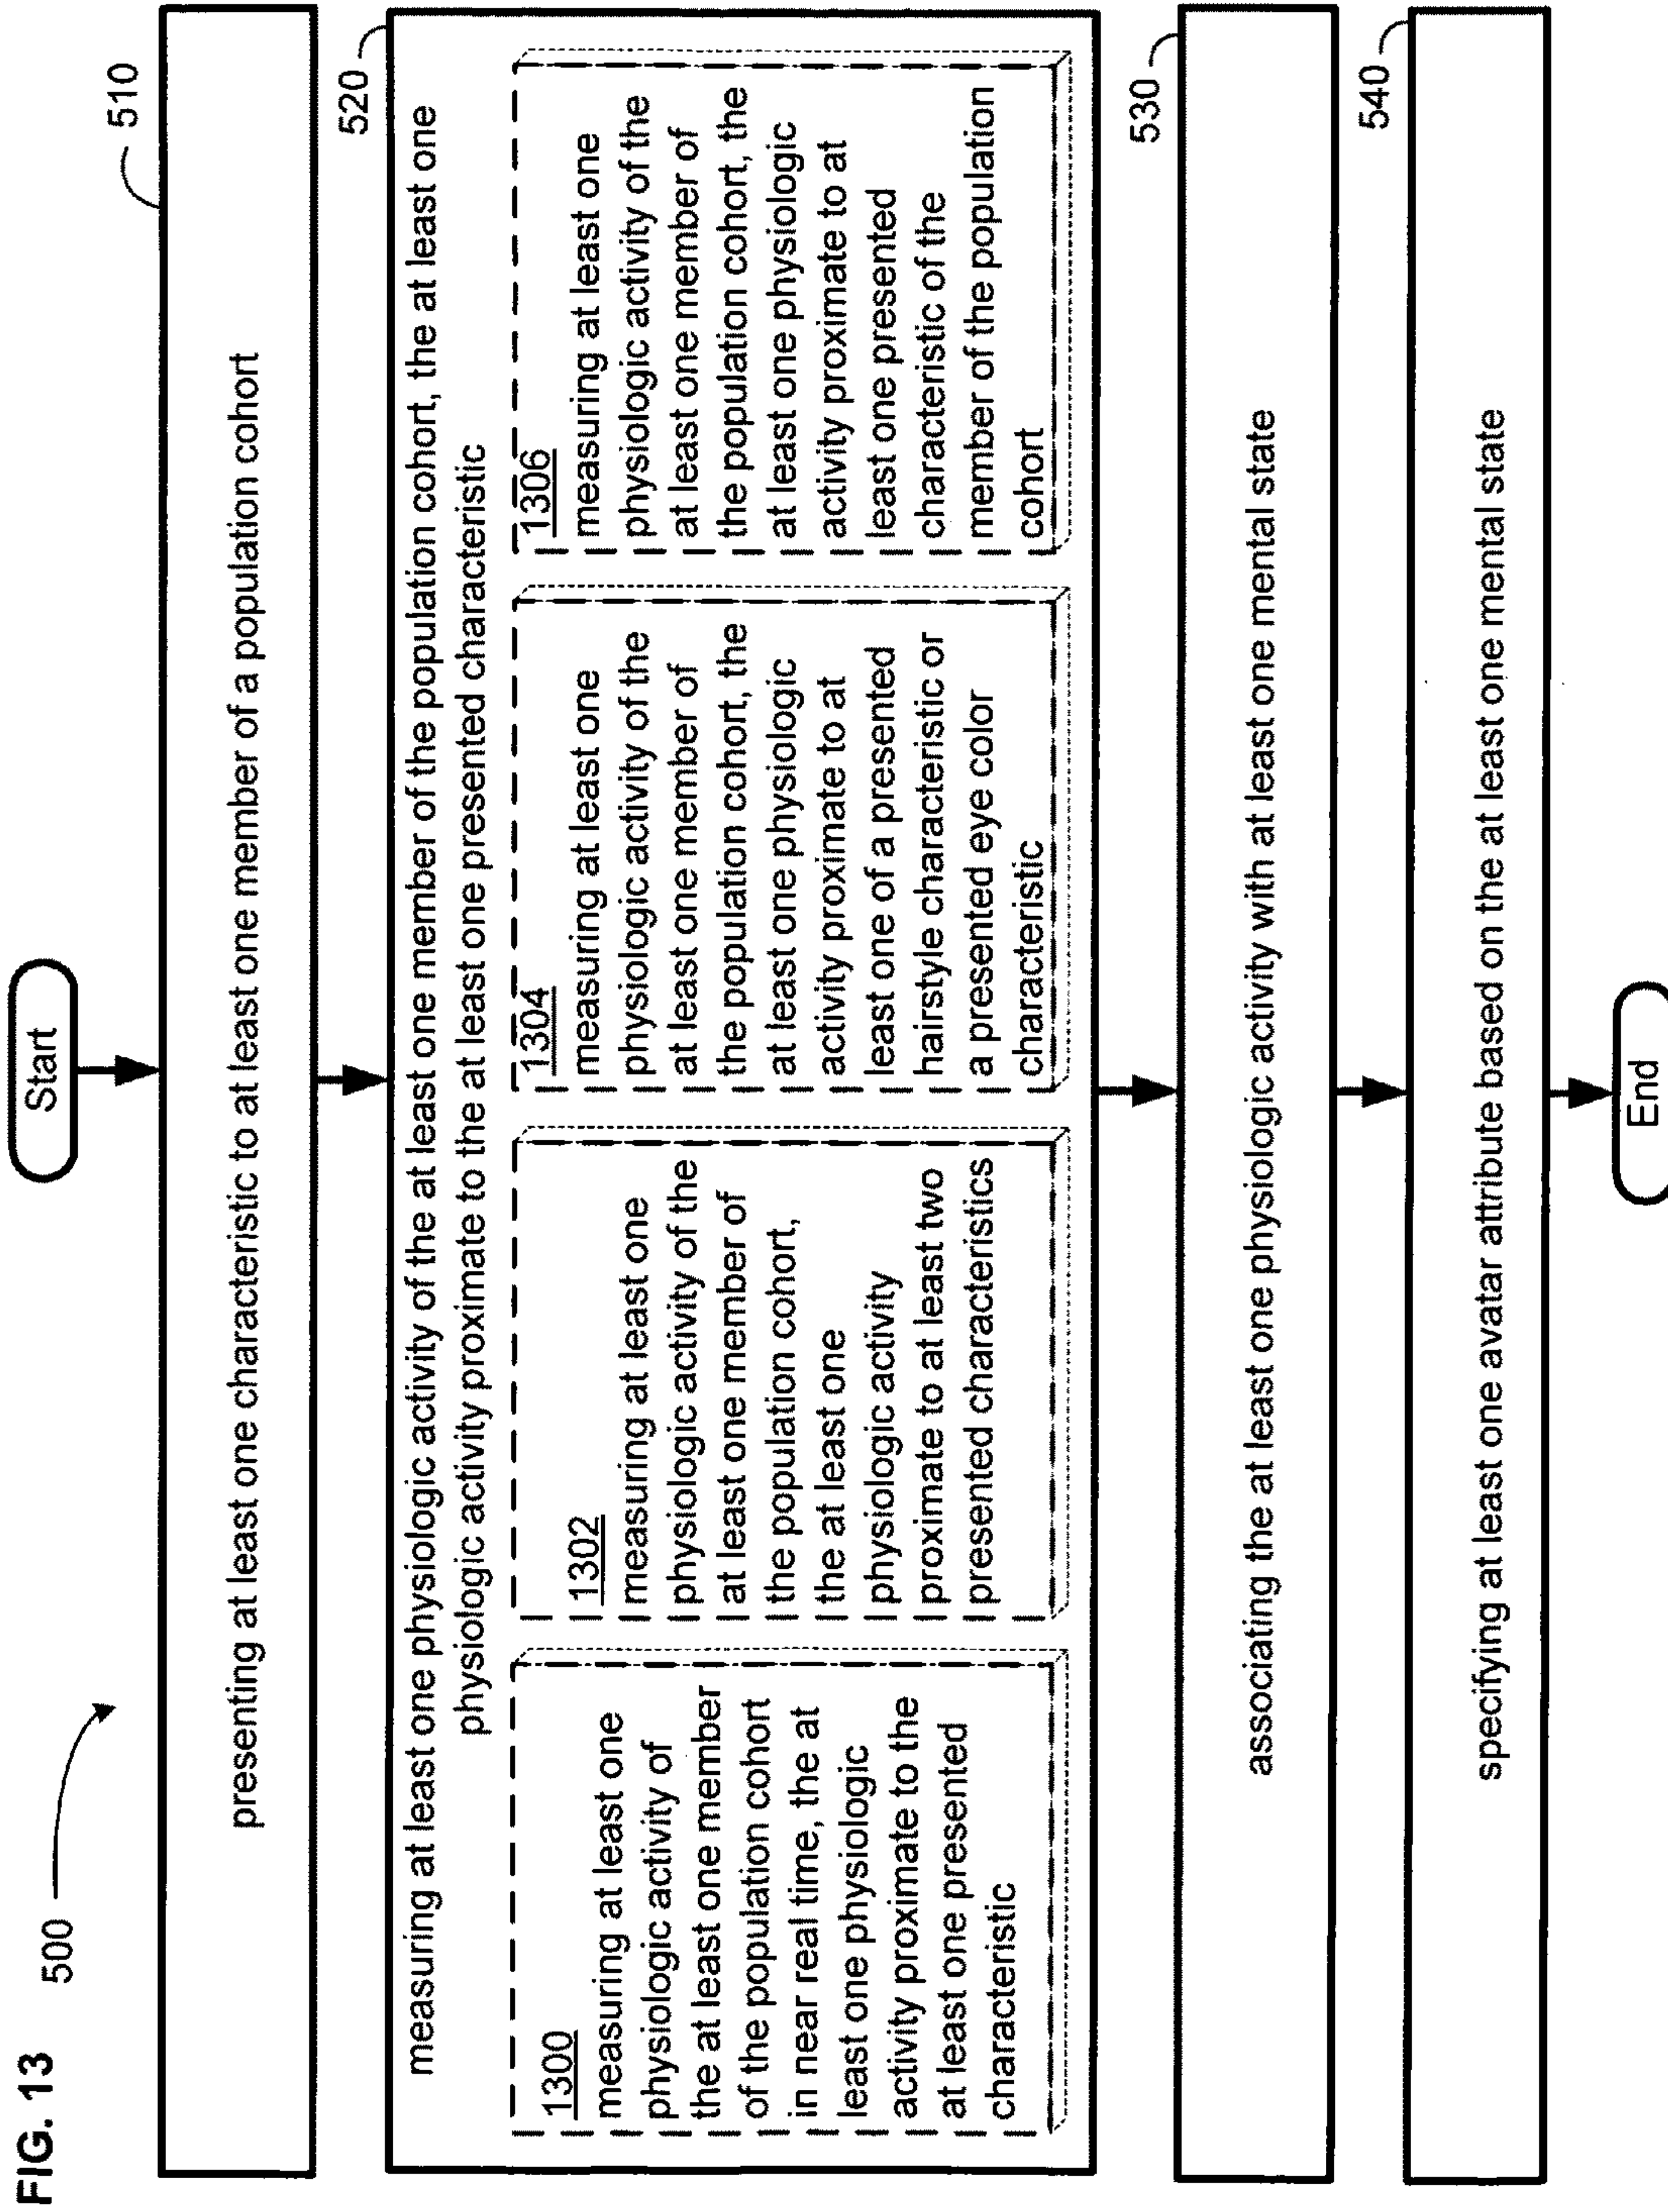 FIG. 13
500
Start
510
presenting at least one characteristic to at least one member of a population cohort
520
measuring at least one physiologic activity of the at least one member of the population cohort, the at least one
physiologic activity proximate to the at least one presented characteristic
1300
measuring at least one
physiologic activity of
the at least one member
of the population cohort
in near real time, the at
least one physiologic
activity proximate to the
at least one presented
characteristic
1302
measuring at least one
physiologic activity of the
at least one member of
the population cohort,
the at least one
physiologic activity
proximate to at least two
presented characteristics
1304
measuring at least one
physiologic activity of the
at least one member of
the population cohort, the
at least one physiologic
activity proximate to at
least one of a presented
hairstyle characteristic or
a presented eye color
characteristic
1306
measuring at least one
physiologic activity of the
at least one member of
the population cohort, the
at least one physiologic
activity proximate to at
least one presented
characteristic of the
member of the population
cohort
530
associating the at least one physiologic activity with at least one mental state
540
specifying at least one avatar attribute based on the at least one mental state
End